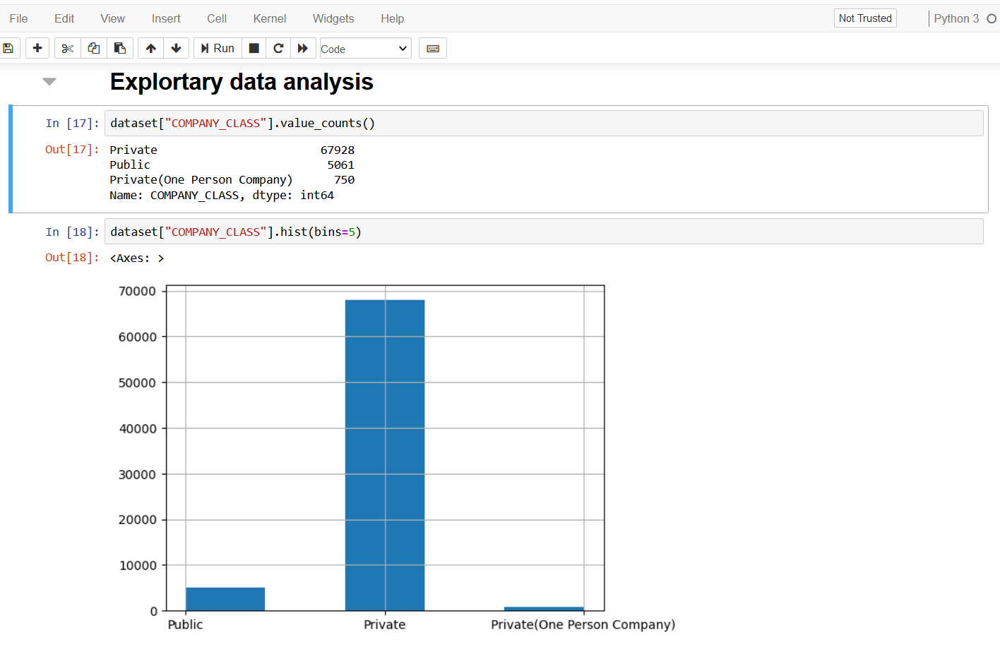 File Edit View Insert Cell Kernel Widgets Help Not Trusted Python 3
Run Code
Explortary data analysis
In [17]: dataset["COMPANY_CLASS"].value_counts()
Out[17]: Private 67928
Public 5061
Private(One Person Company) 750
Name: COMPANY_CLASS, dtype: int64
In [18]: dataset["COMPANY_CLASS"].hist(bins=5)
Out[18]: <Axes: >
70000
60000
50000
40000
30000
20000
10000
0
Public Private Private(One Person Company)